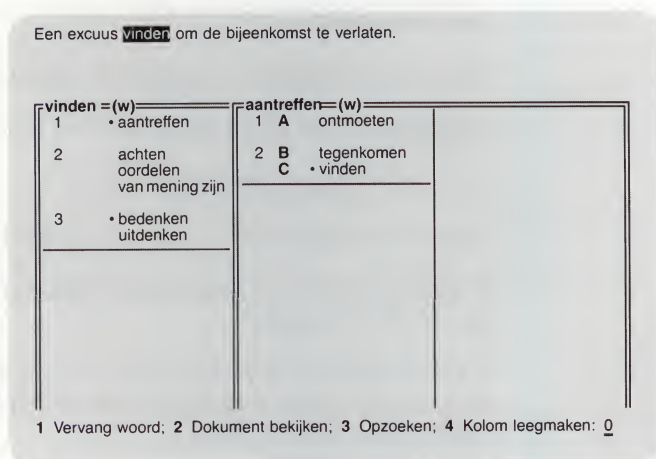 Een excuus vinden om de bijeenkomst te verlaten.
vinden =(w)
1 • aantreffen
2 achten
oordelen
van mening zijn
3 • bedenken
uitdenken
aantreffen=(w)
1 A ontmoeten
2 B tegenkomen
C • vinden
1 Vervang woord; 2 Dokument bekijken; 3 Opzoeken; 4 Kolom leegmaken: 0